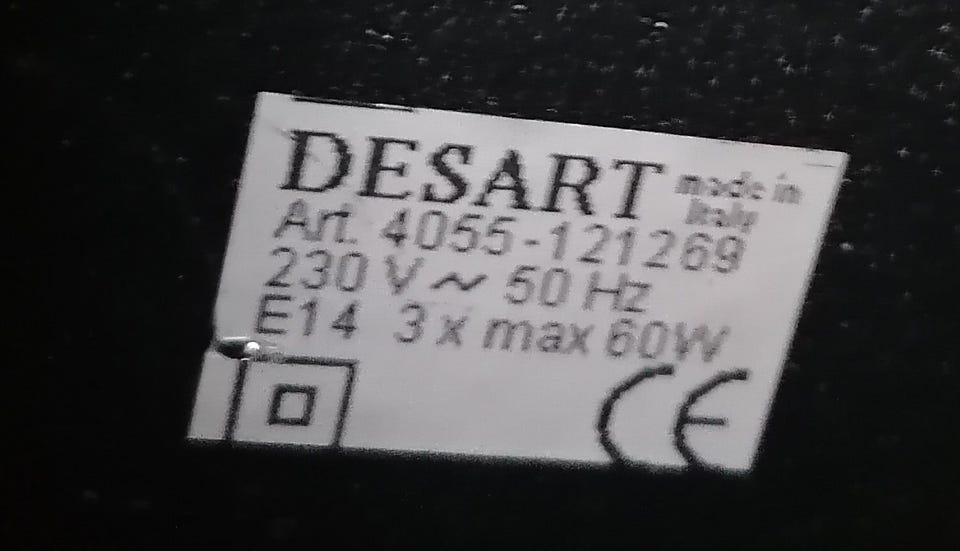 DESART made in Italy
Art. 4055-121269
230 V ~ 50 Hz
E14 3 x max 60W
CE